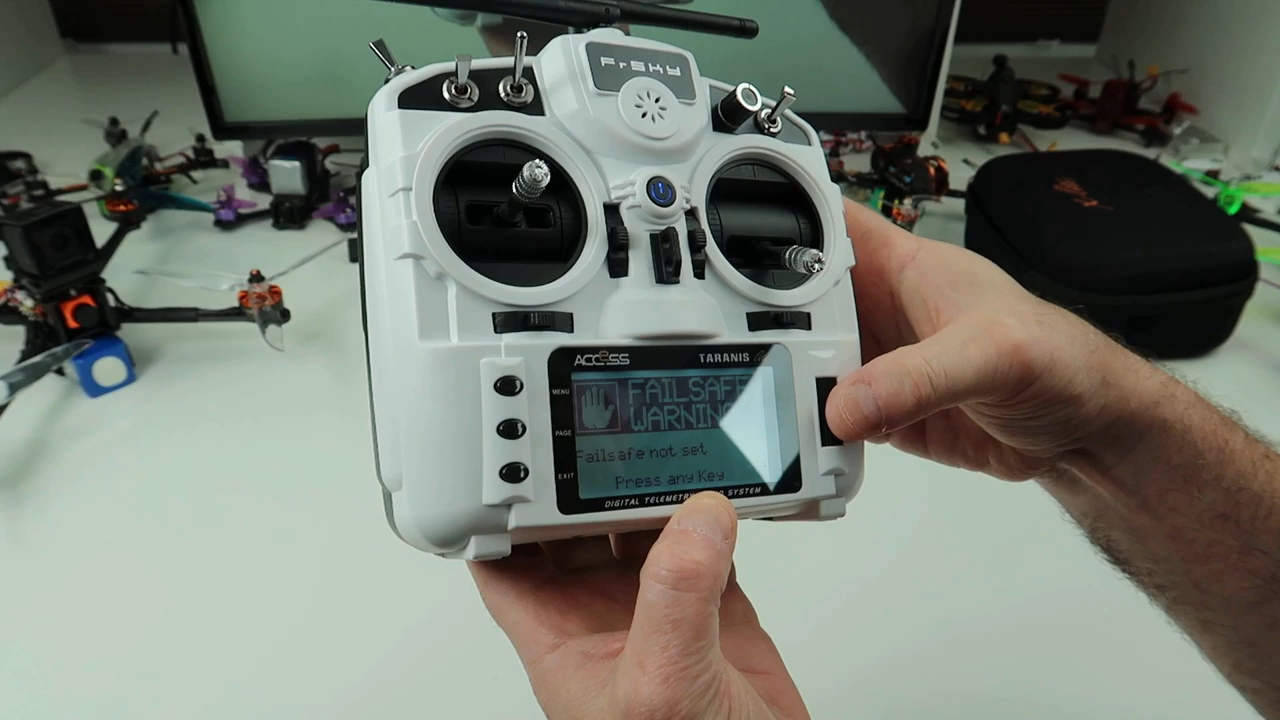 FrSKY
ACCESS
TARANIS
MENU
PAGE
EXIT
FAILSAFE
WARNING
Failsafe not set
Press any Key
DIGITAL TELEMETRY SYSTEM